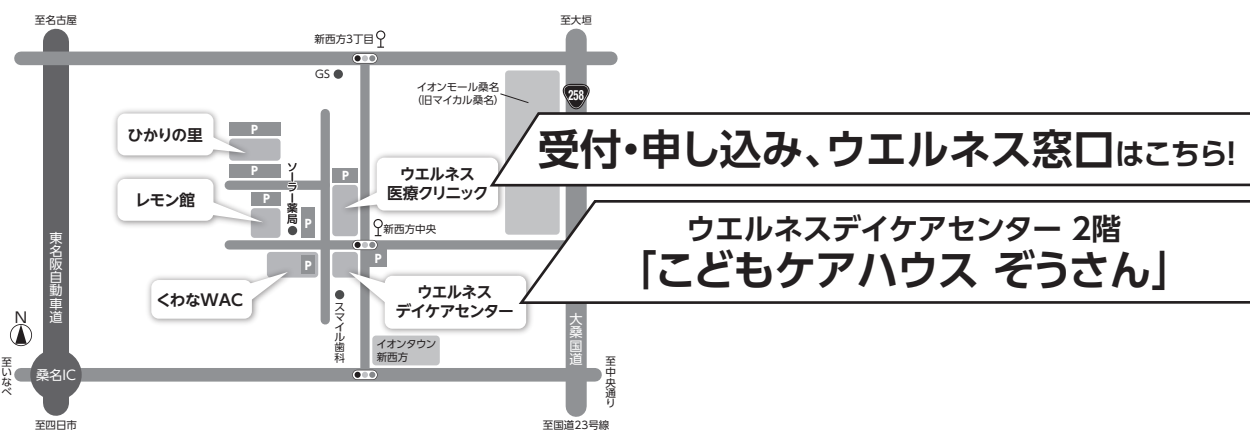 至名古屋
至大垣
新西方3丁目
GS
イオンモール桑名
(旧マイカル桑名)
258
受付・申し込み、ウエルネス窓口はこちら!
P
ひかりの里
P
ソーラー薬局
P
ウエルネス
医療クリニック
レモン館
P
P
新西方中央
ウエルネスデイケアセンター 2階
「こどもケアハウス ぞうさん」
東名阪自動車道
P
P
くわなWAC
ウエルネス
デイケアセンター
スマイル歯科
N
大桑国道
イオンタウン
新西方
至いなべ
桑名IC
至中央通り
至四日市
至国道23号線